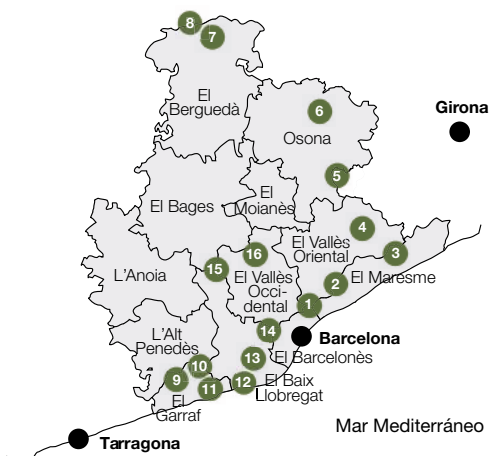 8
7
El
Berguedà
6
Osona
Girona
5
El Bages
El
Moianès
4
El Vallès
Oriental
3
L'Anoia
15
16
El Vallès
Occi-
dental
2
El Maresme
1
L'Alt
Penedès
14
Barcelona
13
El Barcelonès
9
10
11
12
El Baix
Llobregat
El
Garraf
Mar Mediterráneo
Tarragona